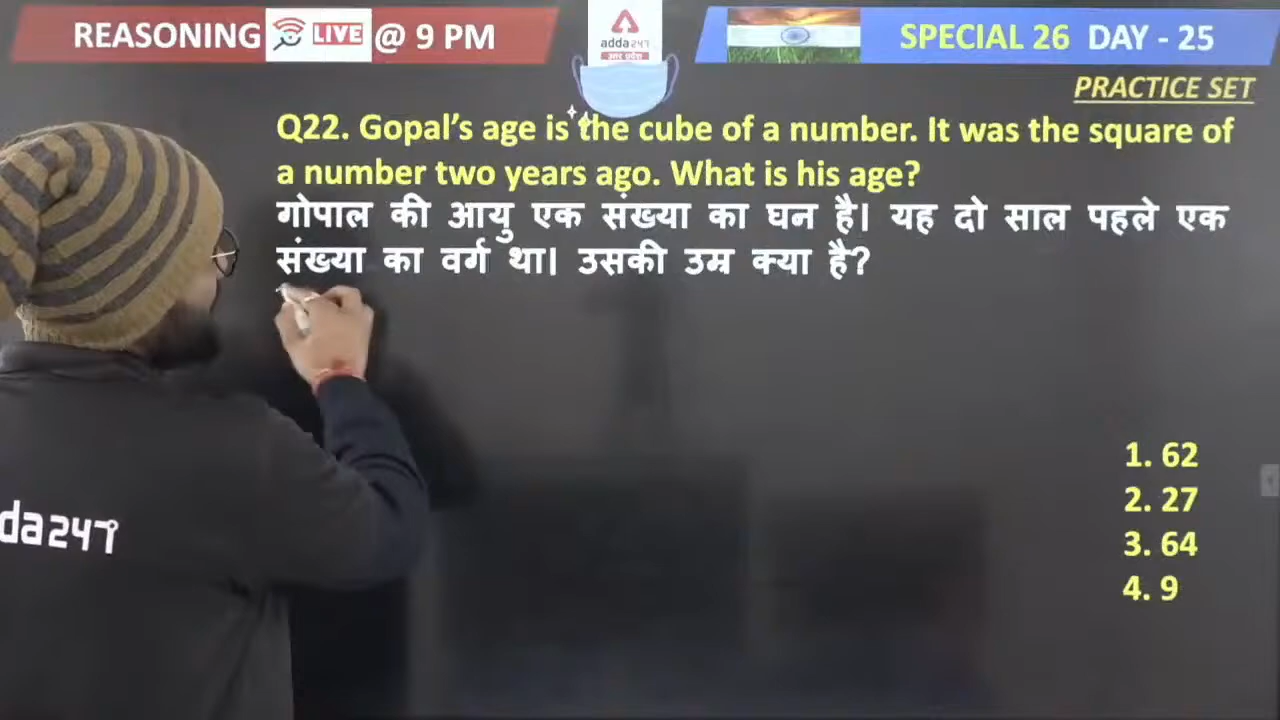 REASONING LIVE @ 9 PM
adda247
SPECIAL 26 DAY - 25
PRACTICE SET
Q22. Gopal's age is the cube of a number. It was the square of
a number two years ago. What is his age?
गोपाल की आयु एक संख्या का घन है। यह दो साल पहले एक
संख्या का वर्ग था। उसकी उम्र क्या है?
1. 62
2. 27
3. 64
4. 9
da247